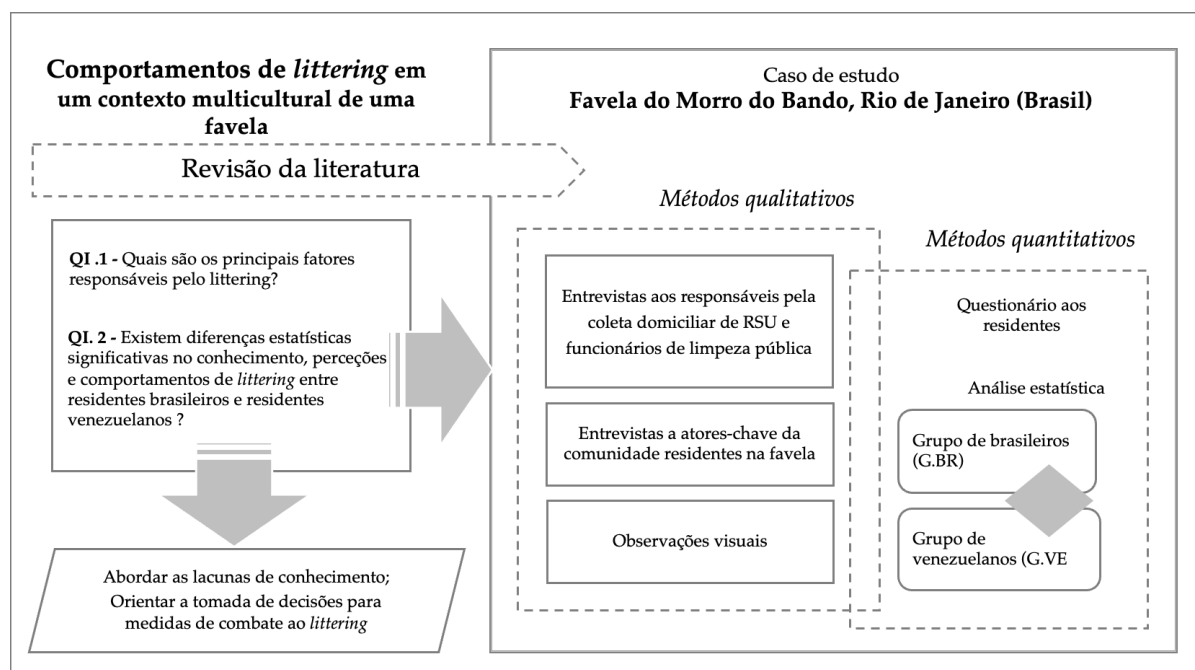 Comportamentos de littering em
um contexto multicultural de uma
favela
Revisão da literatura
QI .1 - Quais são os principais fatores
responsáveis pelo littering?
QI. 2 - Existem diferenças estatísticas
significativas no conhecimento, perceções
e comportamentos de littering entre
residentes brasileiros e residentes
venezuelanos ?
Abordar as lacunas de conhecimento;
Orientar a tomada de decisões para
medidas de combate ao littering
Caso de estudo
Favela do Morro do Bando, Rio de Janeiro (Brasil)
Métodos qualitativos
Entrevistas aos responsáveis pela
coleta domiciliar de RSU e
funcionários de limpeza pública
Entrevistas a atores-chave da
comunidade residentes na favela
Observações visuais
Métodos quantitativos
Questionário aos
residentes
Análise estatística
Grupo de brasileiros
(G.BR)
Grupo de
venezuelanos (G.VE